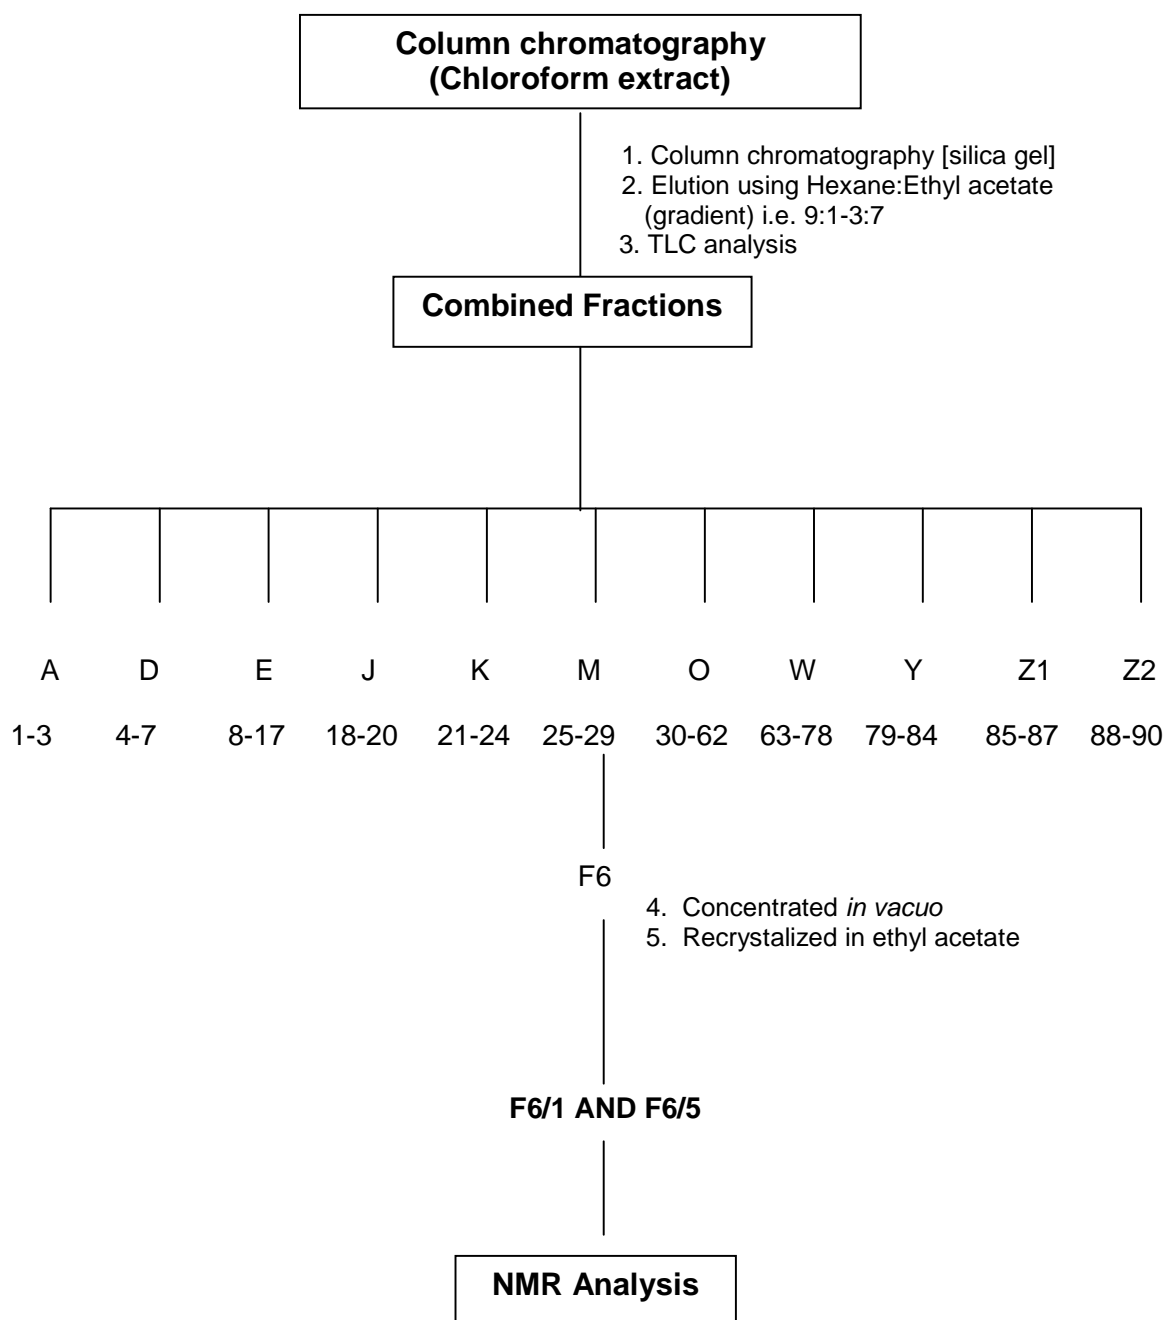 Column chromatography
(Chloroform extract)
1. Column chromatography [silica gel]
2. Elution using Hexane:Ethyl acetate
(gradient) i.e. 9:1-3:7
3. TLC analysis
Combined Fractions
A D E J K M O W Y Z1 Z2
1-3 4-7 8-17 18-20 21-24 25-29 30-62 63-78 79-84 85-87 88-90
F6
4. Concentrated in vacuo
5. Recrystalized in ethyl acetate
F6/1 AND F6/5
NMR Analysis